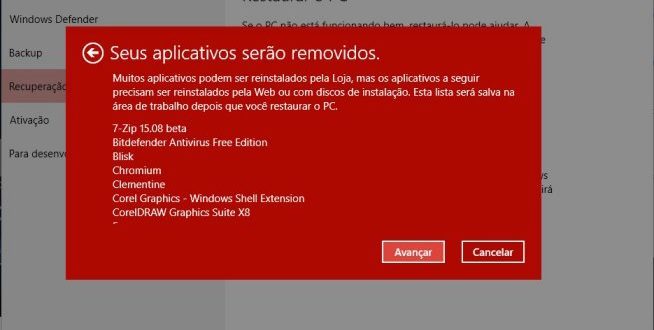 Restaurar o PC
Windows Defender
Se o PC não está funcionando bem, restaurá-lo pode ajudar. A
Backup
Recuperação
Ativação
Para desenv
Seus aplicativos serão removidos.
Muitos aplicativos podem ser reinstalados pela Loja, mas os aplicativos a seguir
precisam ser reinstalados pela Web ou com discos de instalação. Esta lista será salva na
área de trabalho depois que você restaurar o PC.
7-Zip 15.08 beta
Bitdefender Antivirus Free Edition
Blisk
Chromium
Clementine
Corel Graphics - Windows Shell Extension
CorelDRAW Graphics Suite X8
Avançar
Cancelar